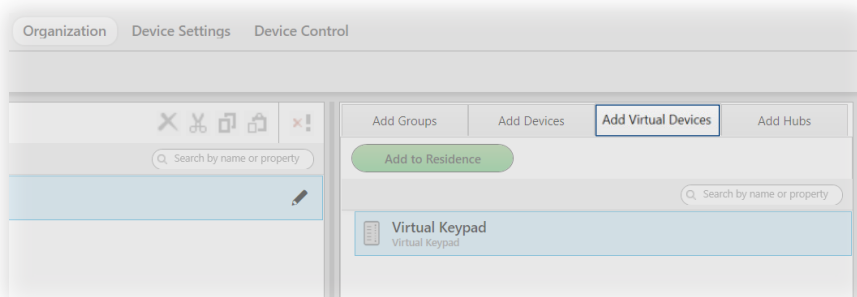 Organization Device Settings Device Control
Add Groups Add Devices Add Virtual Devices Add Hubs
Search by name or property
Add to Residence
Search by name or property
Virtual Keypad
Virtual Keypad